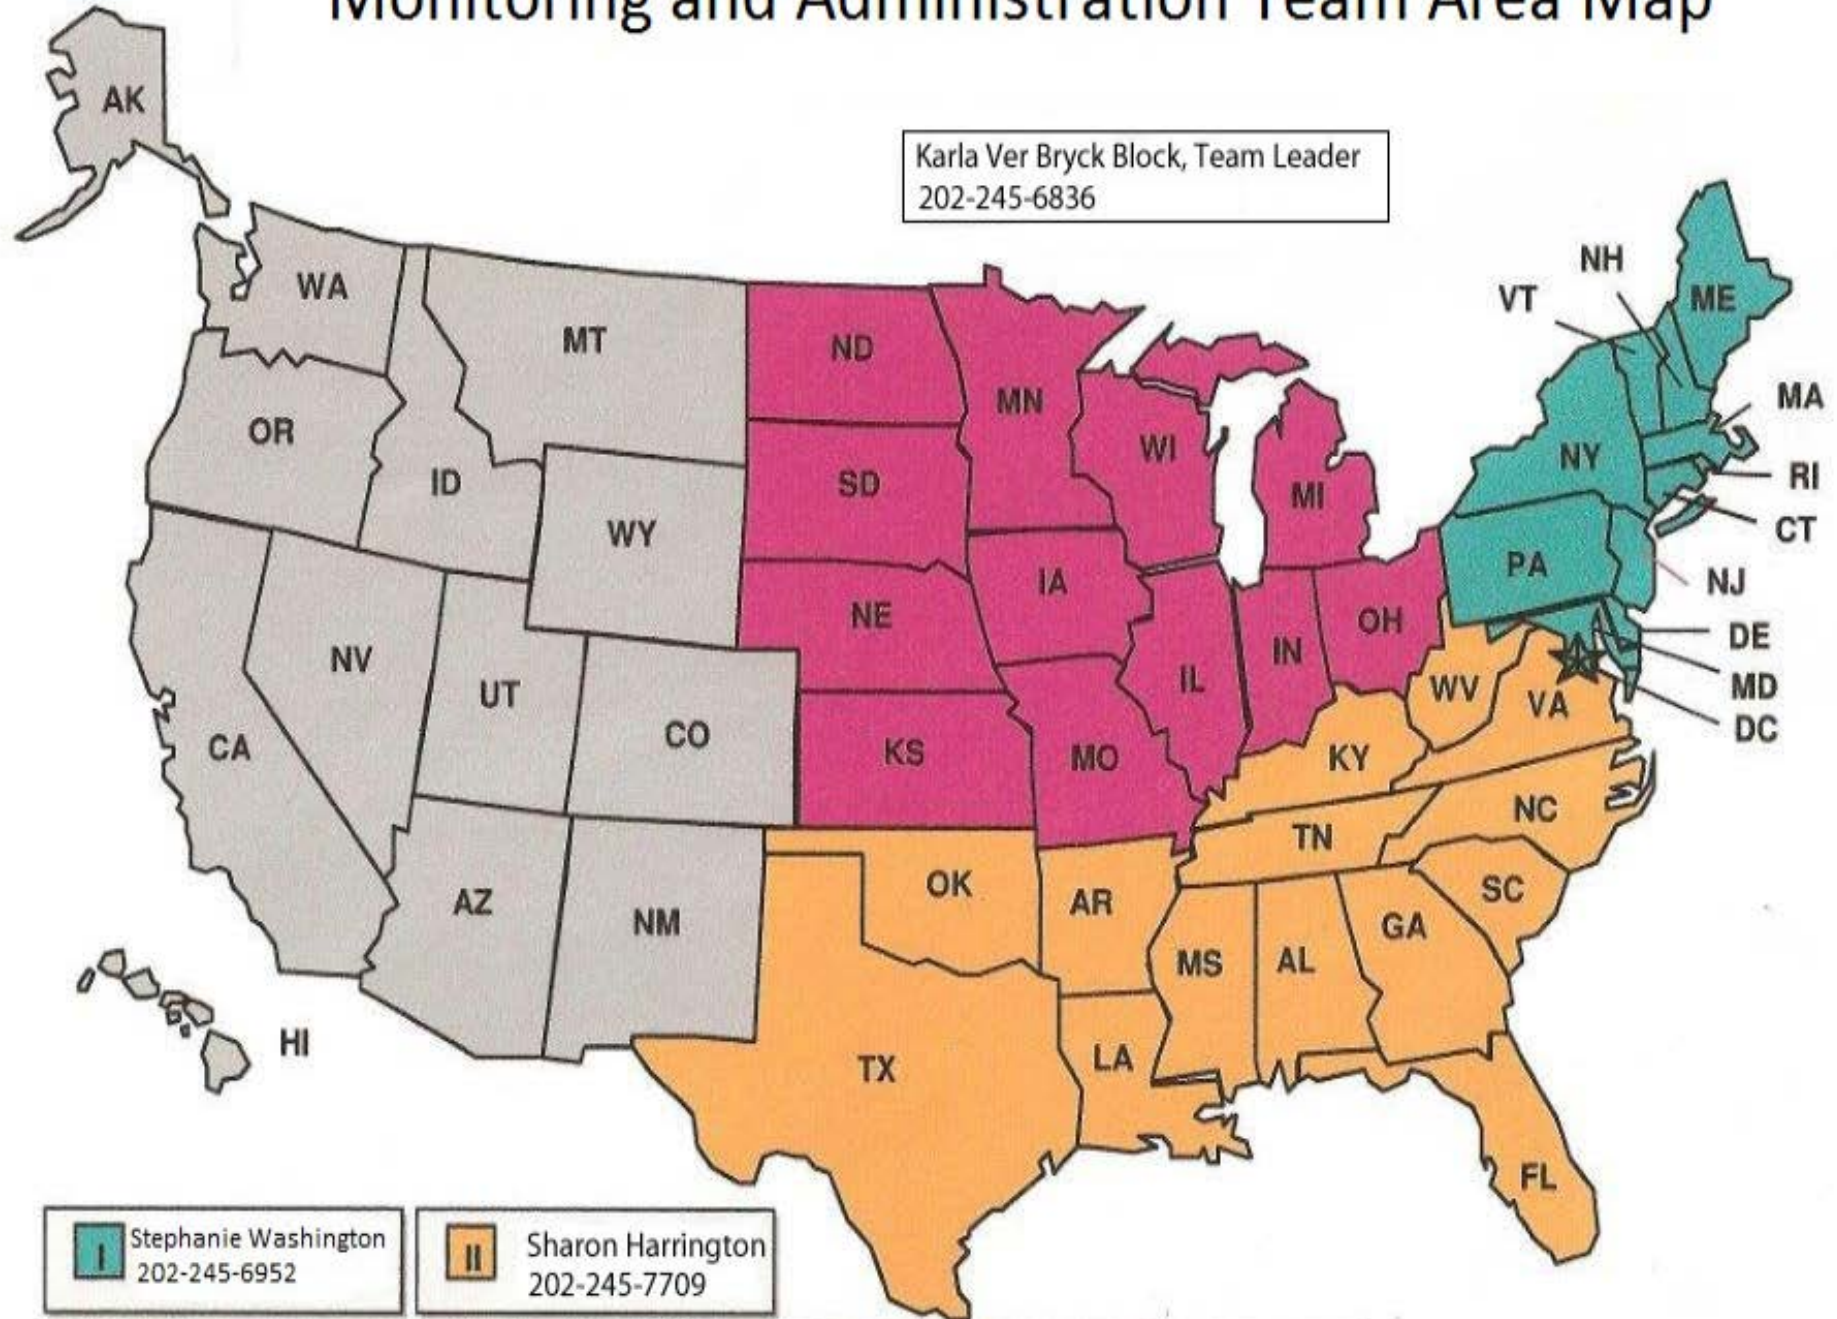 Monitoring and Administration Team Area Map
AK
Karla Ver Bryck Block, Team Leader
202-245-6836
WA
MT
ND
MN
NH
VT
ME
OR
ID
WY
SD
WI
MI
NY
MA
RI
CT
NV
UT
CO
NE
IA
IL
IN
OH
PA
NJ
DE
MD
DC
CA
KS
MO
KY
WV
VA
AZ
NM
OK
AR
TN
NC
SC
HI
TX
LA
MS
AL
GA
FL
I
Stephanie Washington
202-245-6952
II
Sharon Harrington
202-245-7709